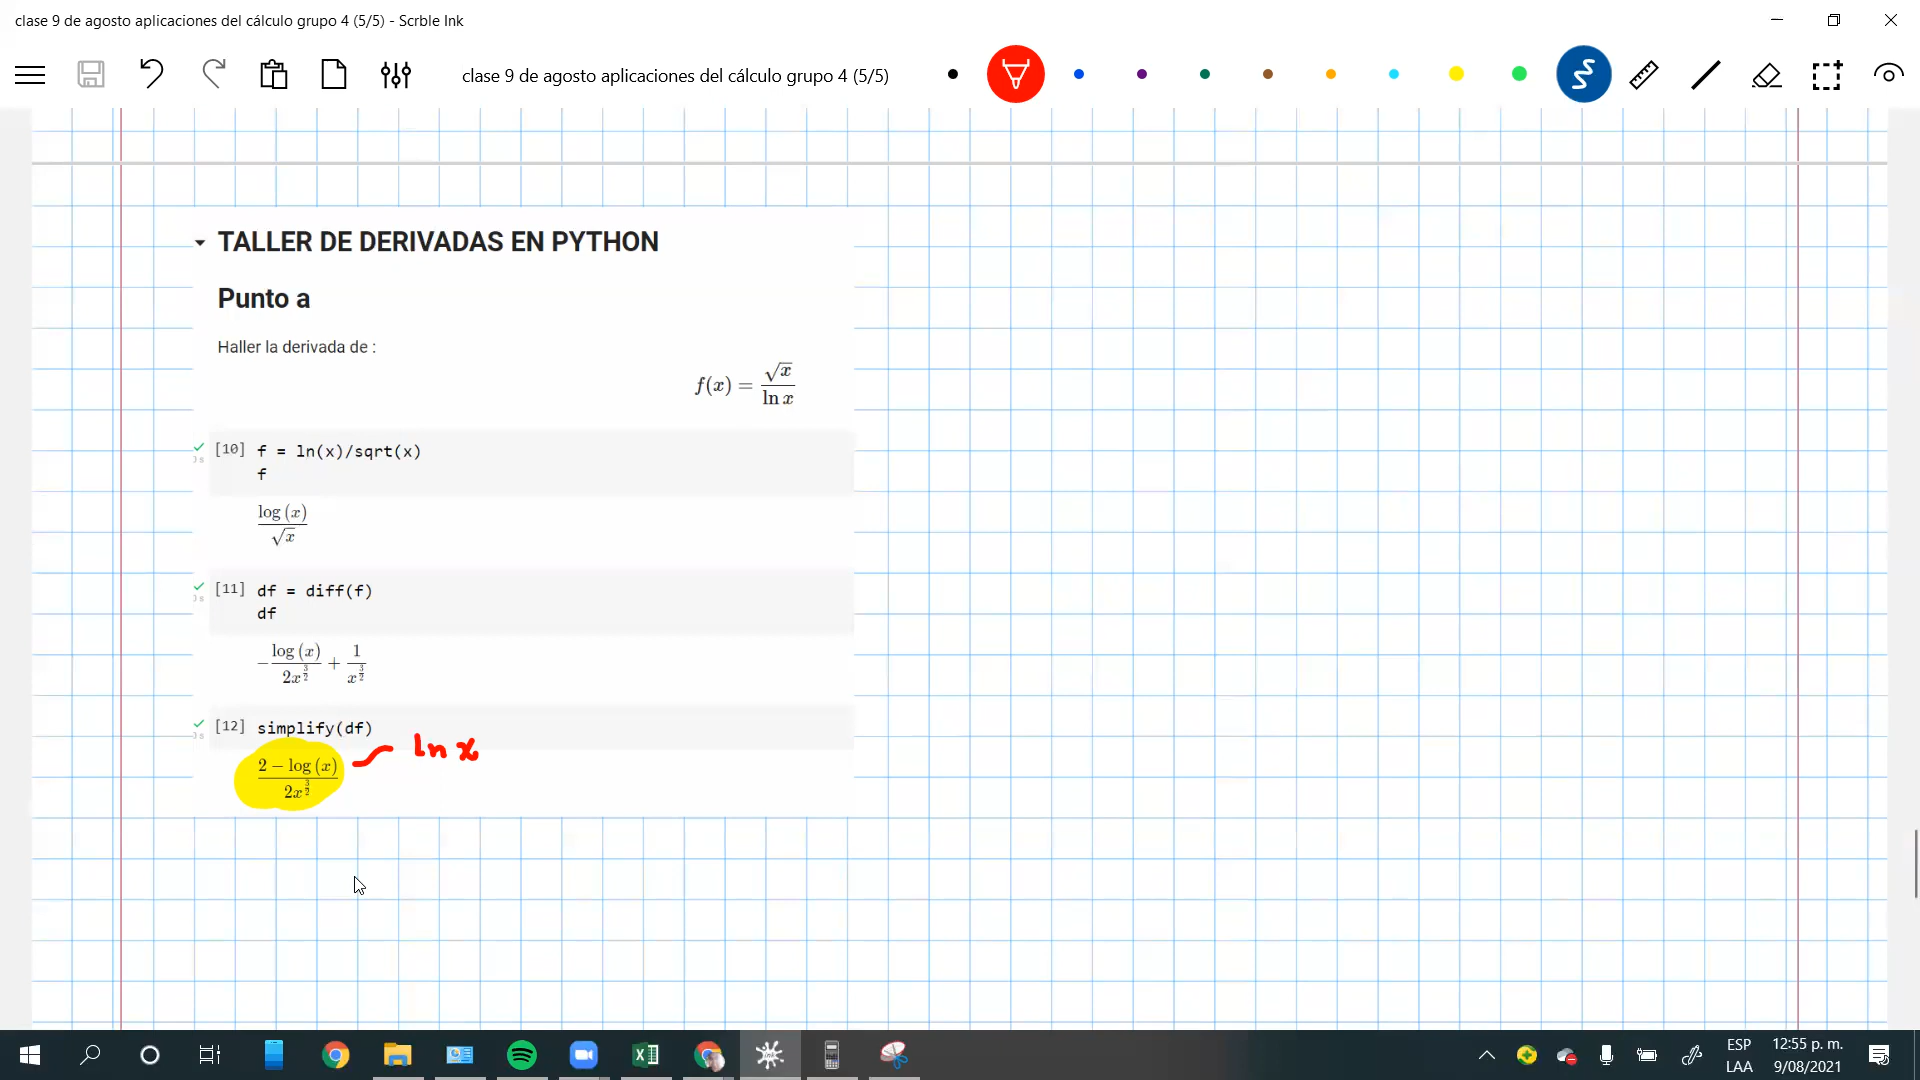 clase 9 de agosto aplicaciones del cálculo grupo 4 (5/5) - Scrble Ink
clase 9 de agosto aplicaciones del cálculo grupo 4 (5/5)
TALLER DE DERIVADAS EN PYTHON
Punto a
Haller la derivada de :
f(x) = √x / ln x
[10] f = ln(x)/sqrt(x)
f
log (x) / √x
[11] df = diff(f)
df
− log (x) / 2x^(3/2) + 1 / x^(3/2)
[12] simplify(df)
ln x
2 − log (x) / 2x^(3/2)
ESP
LAA
12:55 p. m.
9/08/2021